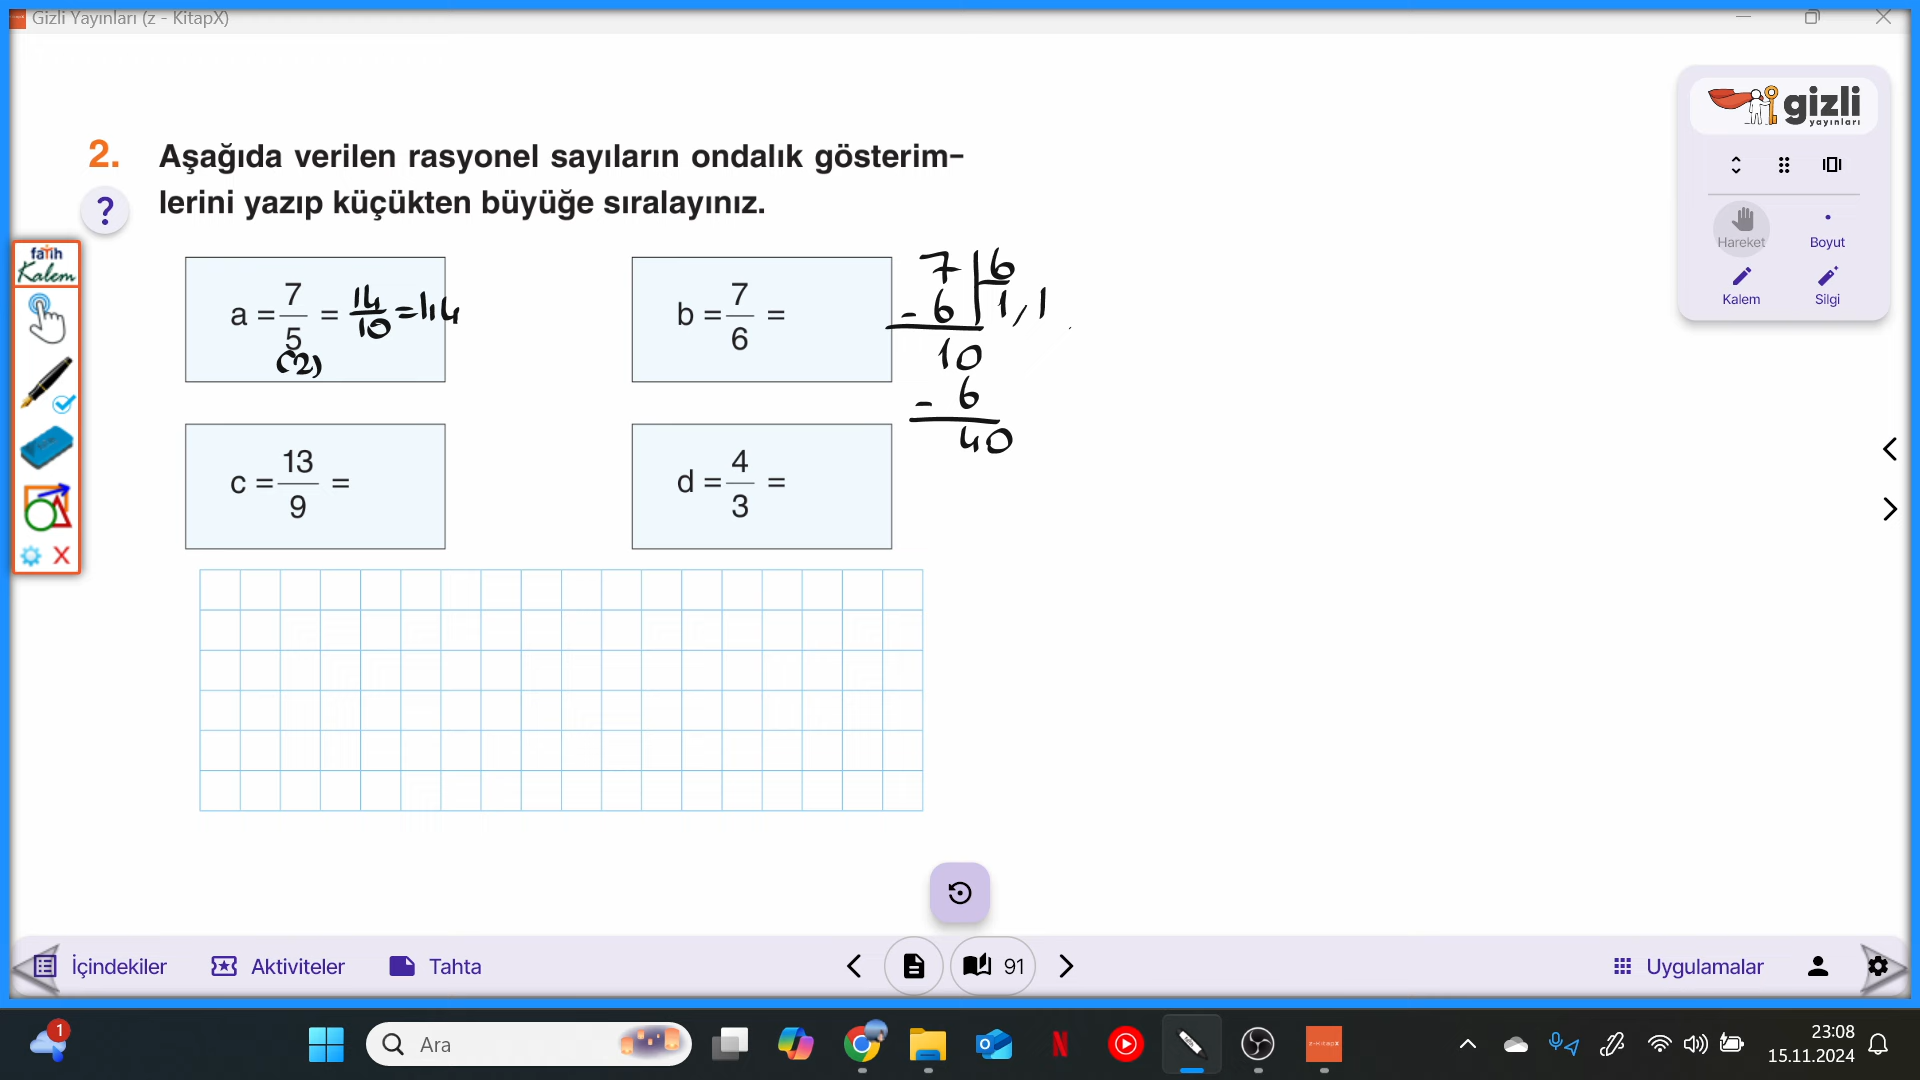 Gizli Yayınları (z - KitapX)
gizli
yayınları
2. Aşağıda verilen rasyonel sayıların ondalık gösterim-
lerini yazıp küçükten büyüğe sıralayınız.
?
Hareket
Boyut
Kalem
Silgi
fatih
Kalem
a = 7/5 = 14/10 = 1,4
(2)
b = 7/6 =
7 | 6
- 6 | 1,1
10
- 6
40
c = 13/9 =
d = 4/3 =
İçindekiler
Aktiviteler
Tahta
91
Uygulamalar
1
Ara
23:08
15.11.2024